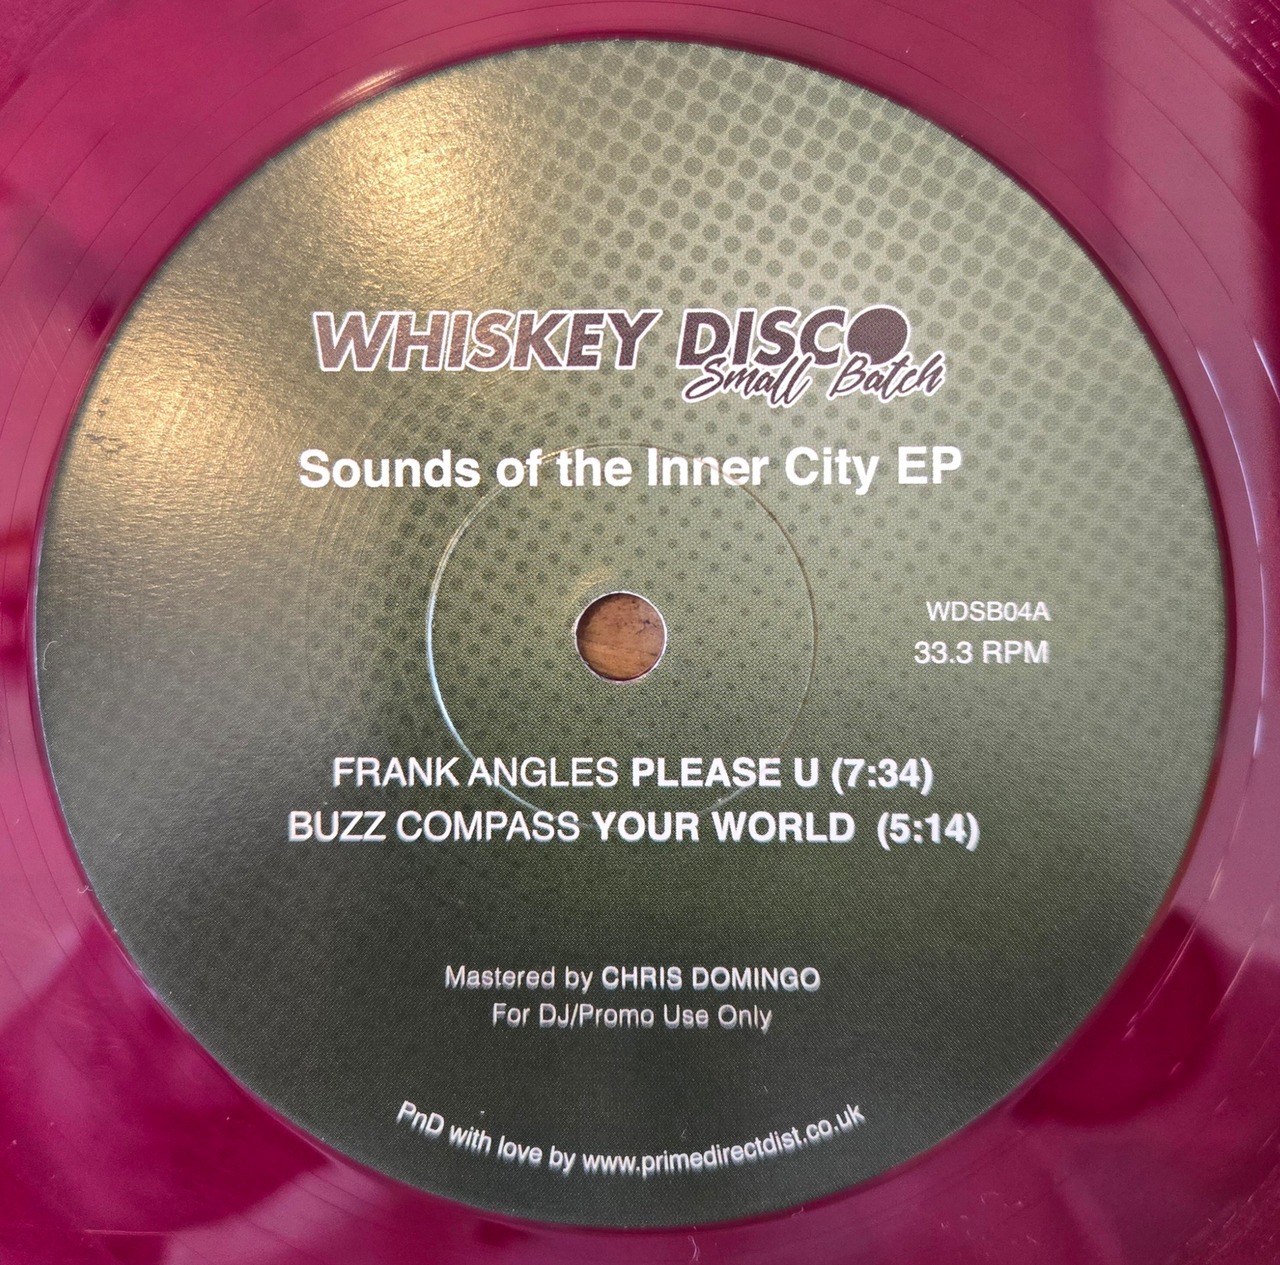 WHISKEY DISCO
Small Batch
Sounds of the Inner City EP
WDSB04A
33.3 RPM
FRANK ANGLES PLEASE U (7:34)
BUZZ COMPASS YOUR WORLD (5:14)
Mastered by CHRIS DOMINGO
For DJ/Promo Use Only
PnD with love by www.primedirectdist.co.uk